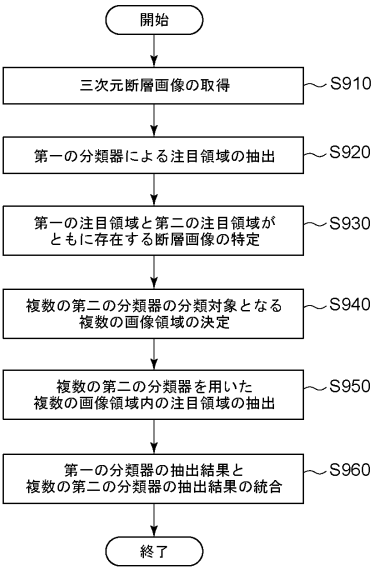 開始
三次元断層画像の取得
S910
第一の分類器による注目領域の抽出
S920
第一の注目領域と第二の注目領域が
ともに存在する断層画像の特定
S930
複数の第二の分類器の分類対象となる
複数の画像領域の決定
S940
複数の第二の分類器を用いた
複数の画像領域内の注目領域の抽出
S950
第一の分類器の抽出結果と
複数の第二の分類器の抽出結果の統合
S960
終了